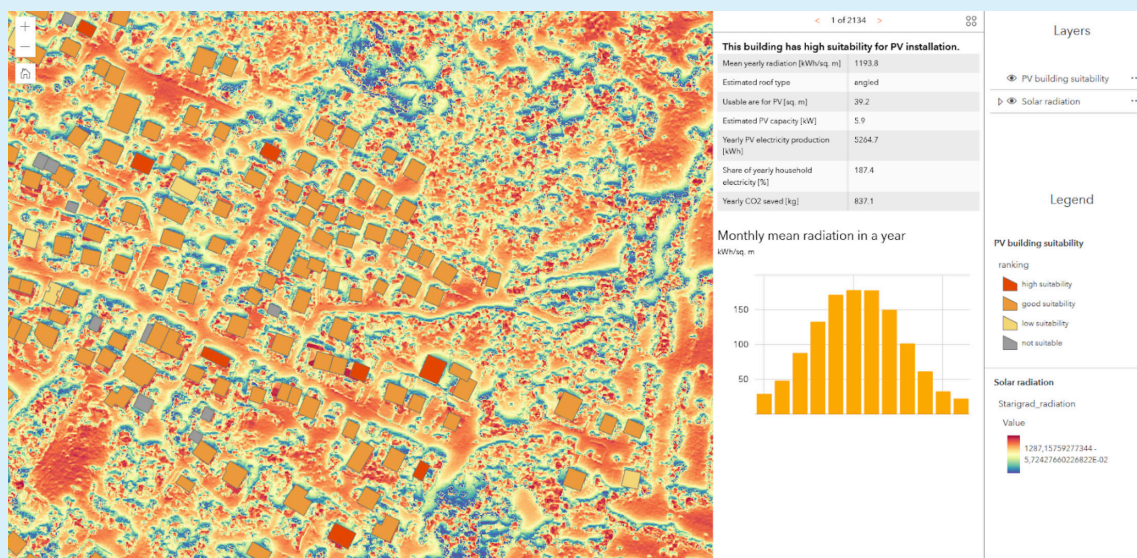 +
−
< 1 of 2134 >
This building has high suitability for PV installation.
Mean yearly radiation [kWh/sq. m] 1193.8
Estimated roof type angled
Usable are for PV [sq. m] 39.2
Estimated PV capacity [kW] 5.9
Yearly PV electricity production 5264.7
[kWh]
Share of yearly household 187.4
electricity [%]
Yearly CO2 saved [kg] 837.1
Monthly mean radiation in a year
kWh/sq. m
150
100
50
Layers
PV building suitability ...
Solar radiation ...
Legend
PV building suitability
ranking
high suitability
good suitability
low suitability
not suitable
Solar radiation
Starigrad_radiation
Value
1287,15759277344 -
5,72427660226822E-02